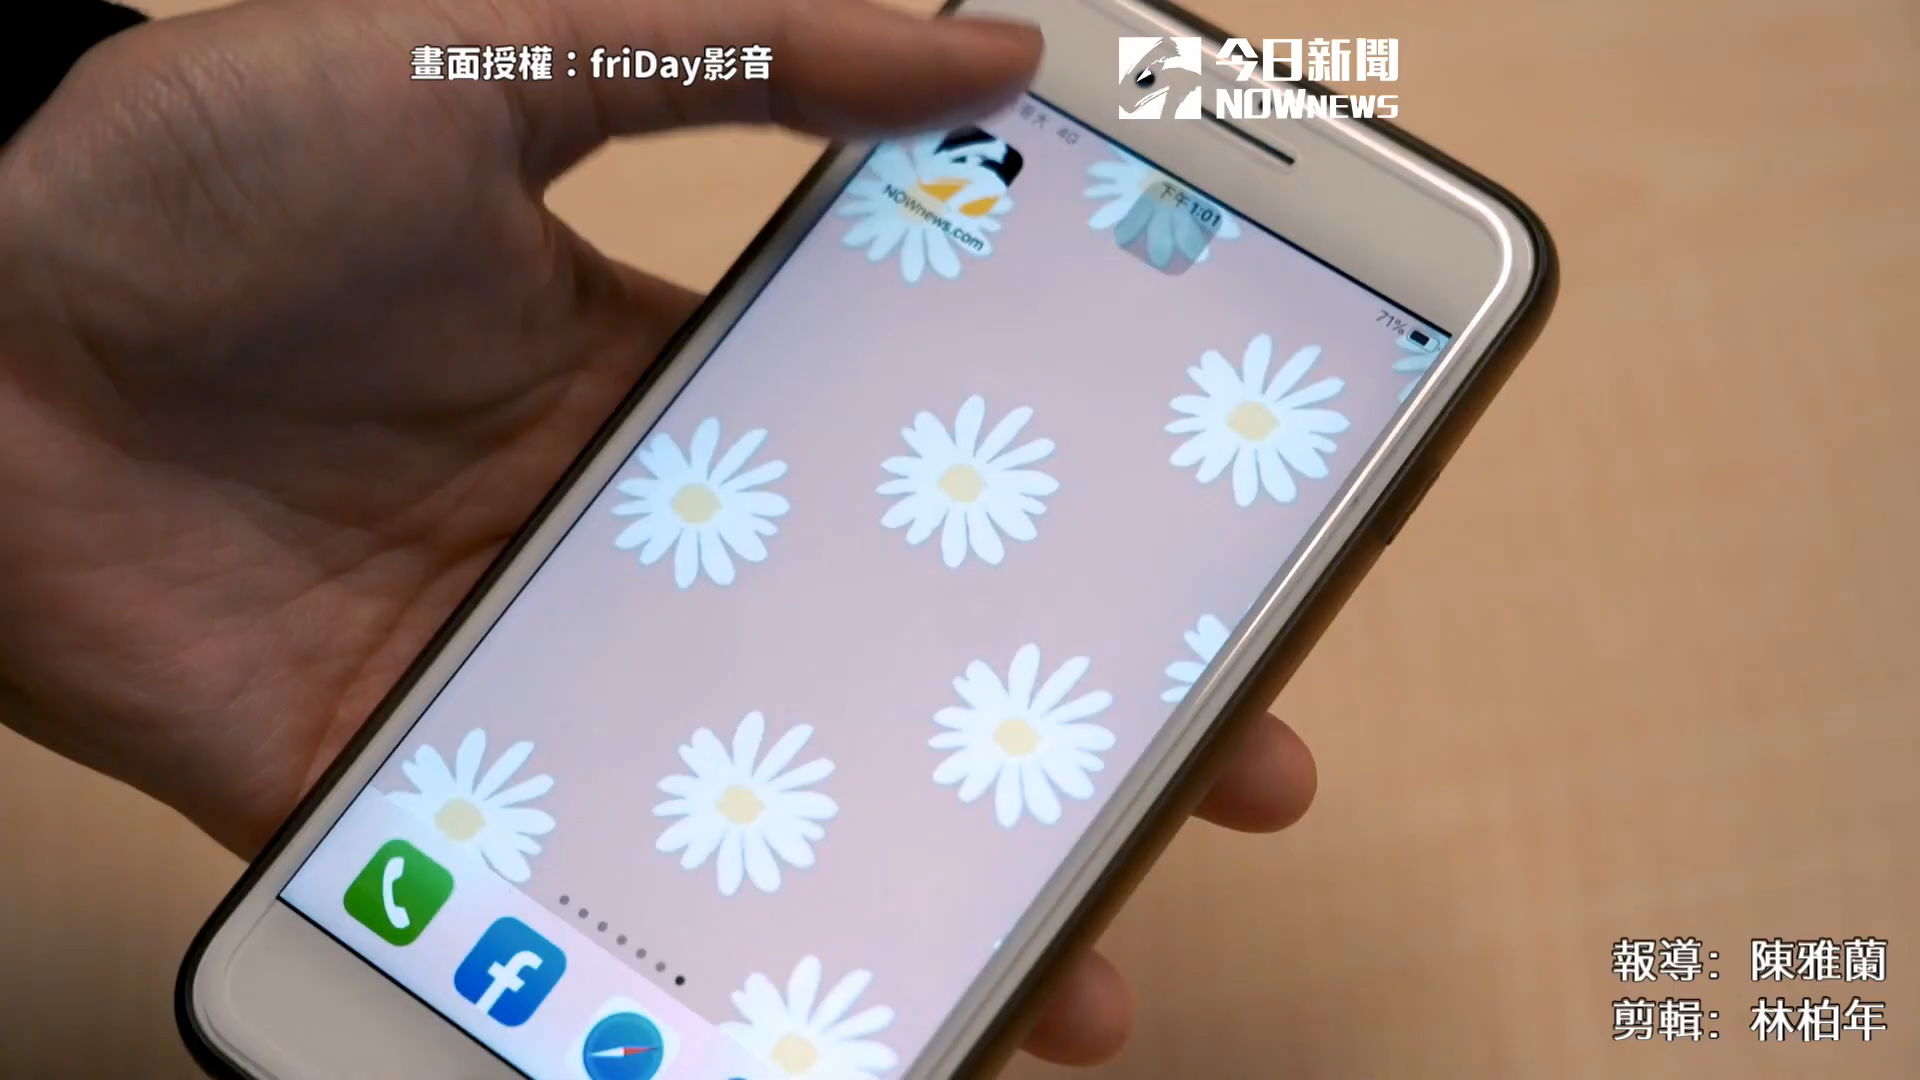 畫面授權：friDay影音
今日新聞
NOWNEWS
4G
下午1:01
71%
NOWnews.com
報導：陳雅蘭
剪輯：林柏年